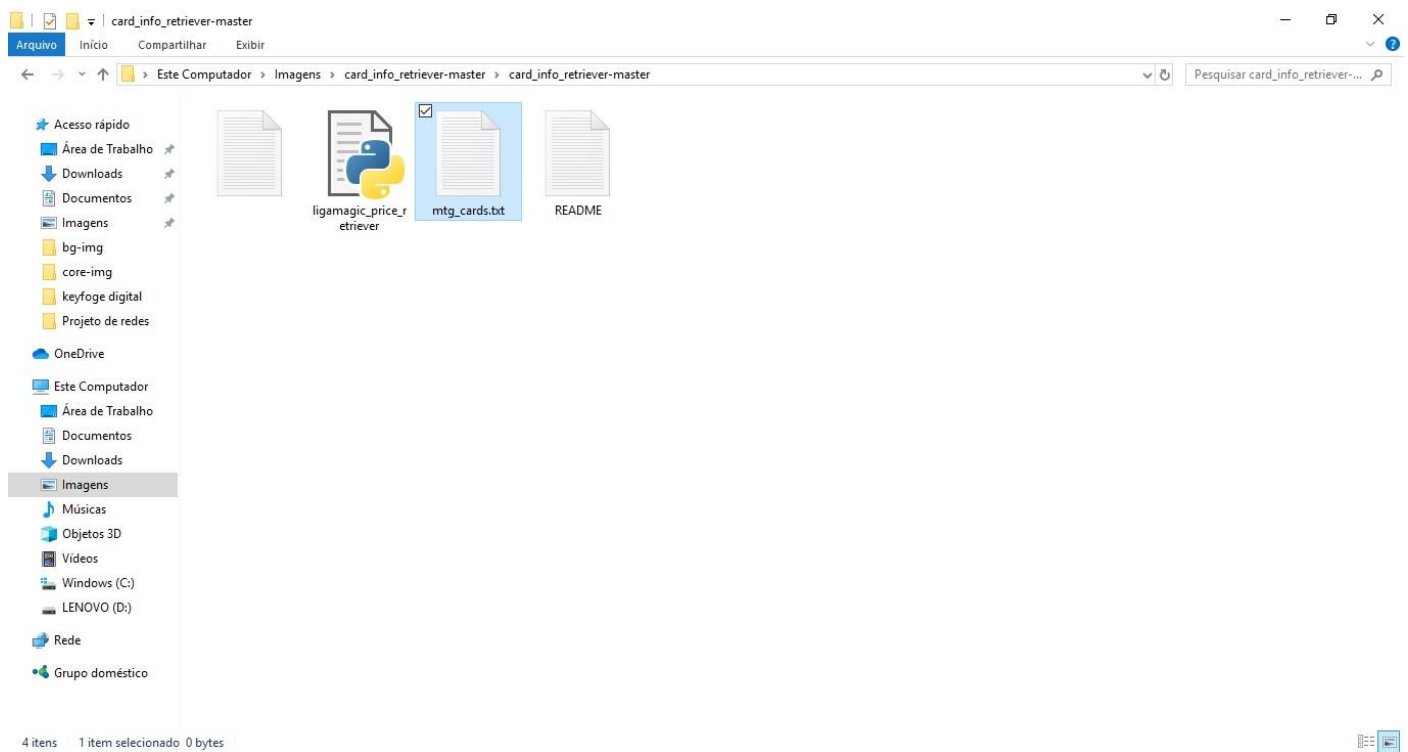 card_info_retriever-master
Arquivo Início Compartilhar Exibir
Este Computador Imagens card_info_retriever-master card_info_retriever-master
Pesquisar card_info_retriever-...
Acesso rápido
Área de Trabalho
Downloads
Documentos
Imagens
bg-img
core-img
keyfoge digital
Projeto de redes
OneDrive
Este Computador
Área de Trabalho
Documentos
Downloads
Imagens
Músicas
Objetos 3D
Vídeos
Windows (C:)
LENOVO (D:)
Rede
Grupo doméstico
ligamagic_price_r
etriever
mtg_cards.txt
README
4 itens 1 item selecionado 0 bytes